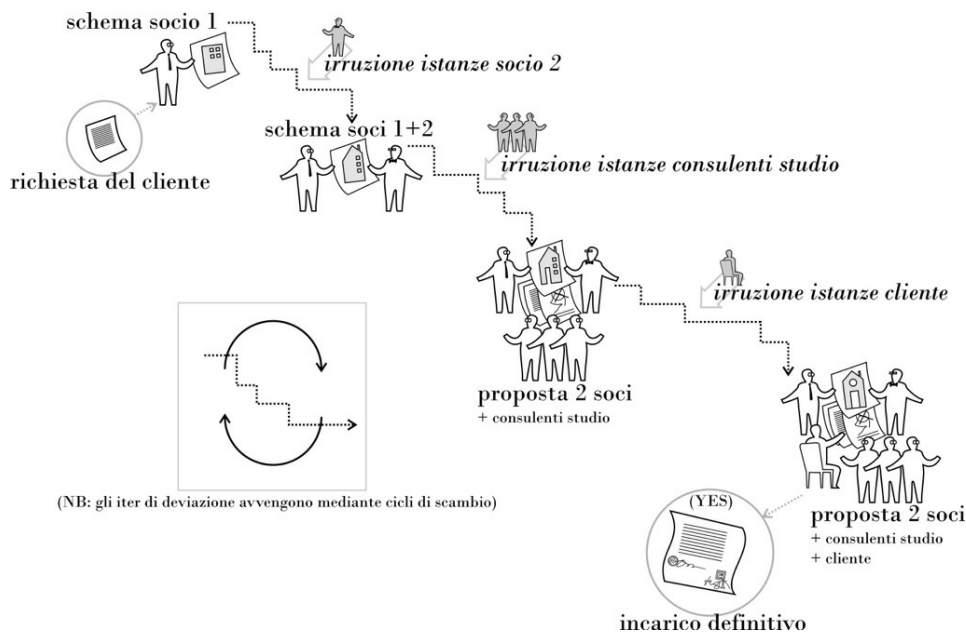 schema socio 1
irruzione istanze socio 2
richiesta del cliente
schema soci 1+2
irruzione istanze consulenti studio
irruzione istanze cliente
proposta 2 soci
+ consulenti studio
(NB: gli iter di deviazione avvengono mediante cicli di scambio)
proposta 2 soci
+ consulenti studio
+ cliente
(YES)
incarico definitivo